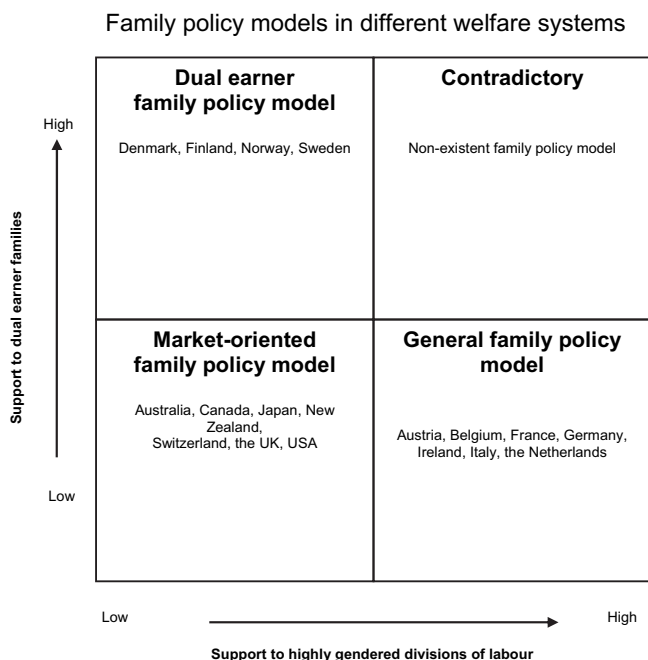 Family policy models in different welfare systems
Dual earner
family policy model
Denmark, Finland, Norway, Sweden
Contradictory
Non-existent family policy model
High
Support to dual earner families
Low
Market-oriented
family policy model
Australia, Canada, Japan, New
Zealand,
Switzerland, the UK, USA
General family policy
model
Austria, Belgium, France, Germany,
Ireland, Italy, the Netherlands
Low
High
Support to highly gendered divisions of labour